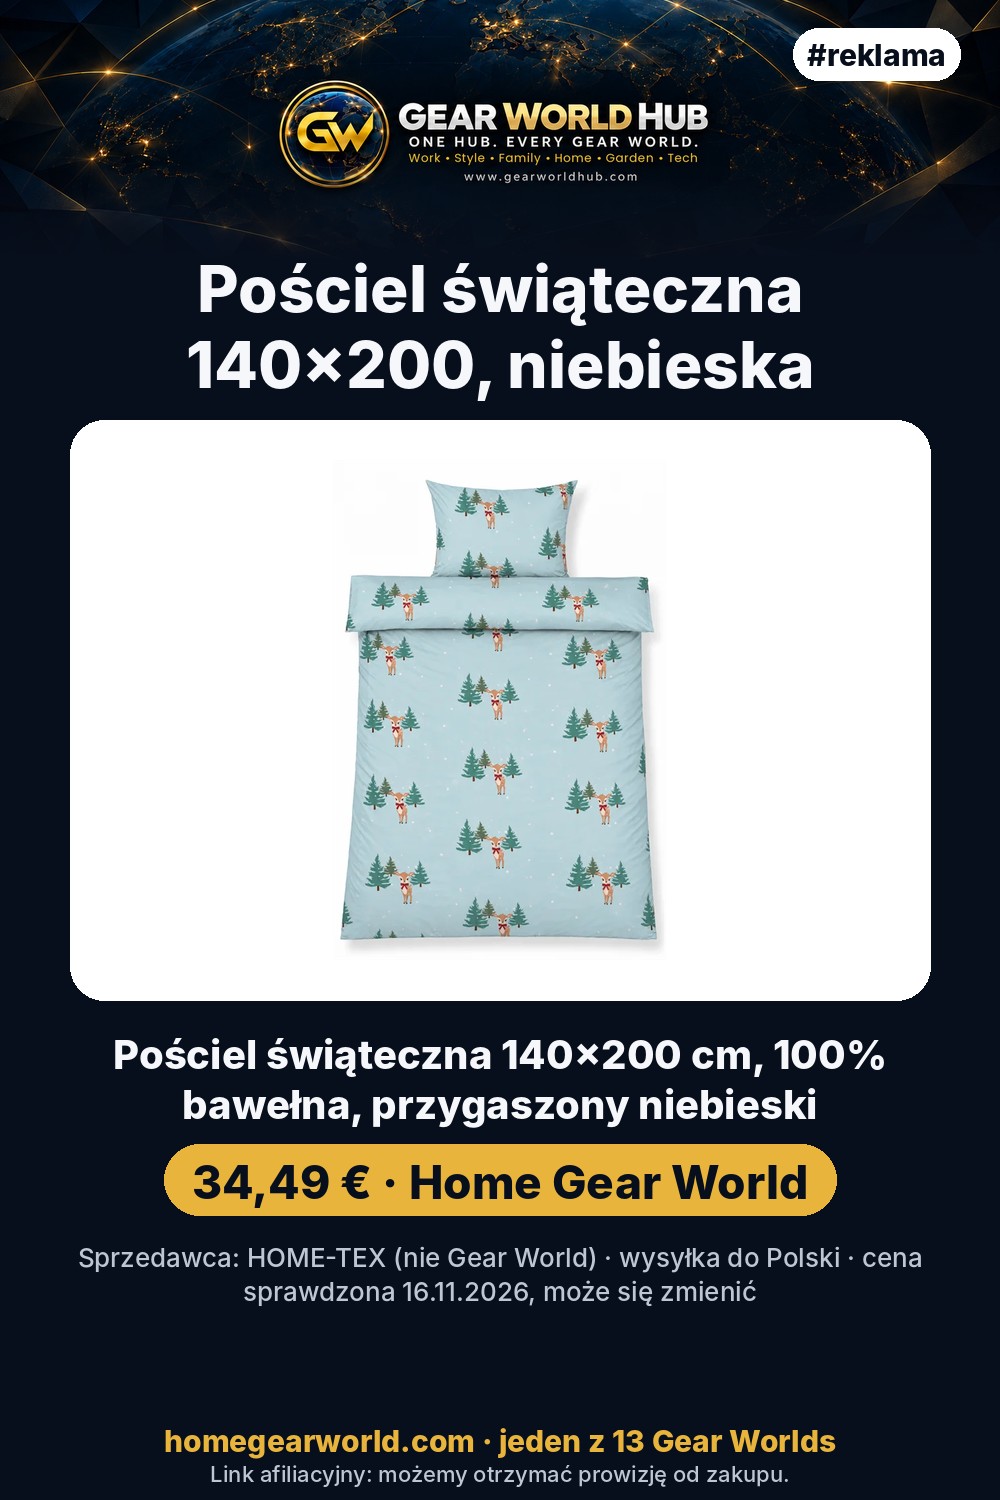 #reklama
GW
GEAR WORLD HUB
ONE HUB. EVERY GEAR WORLD.
Work • Style • Family • Home • Garden • Tech
www.gearworldhub.com
Pościel świąteczna
140×200, niebieska
Pościel świąteczna 140×200 cm, 100%
bawełna, przygaszony niebieski
34,49 € · Home Gear World
Sprzedawca: HOME-TEX (nie Gear World) · wysyłka do Polski · cena
sprawdzona 16.11.2026, może się zmienić
homegearworld.com · jeden z 13 Gear Worlds
Link afiliacyjny: możemy otrzymać prowizję od zakupu.